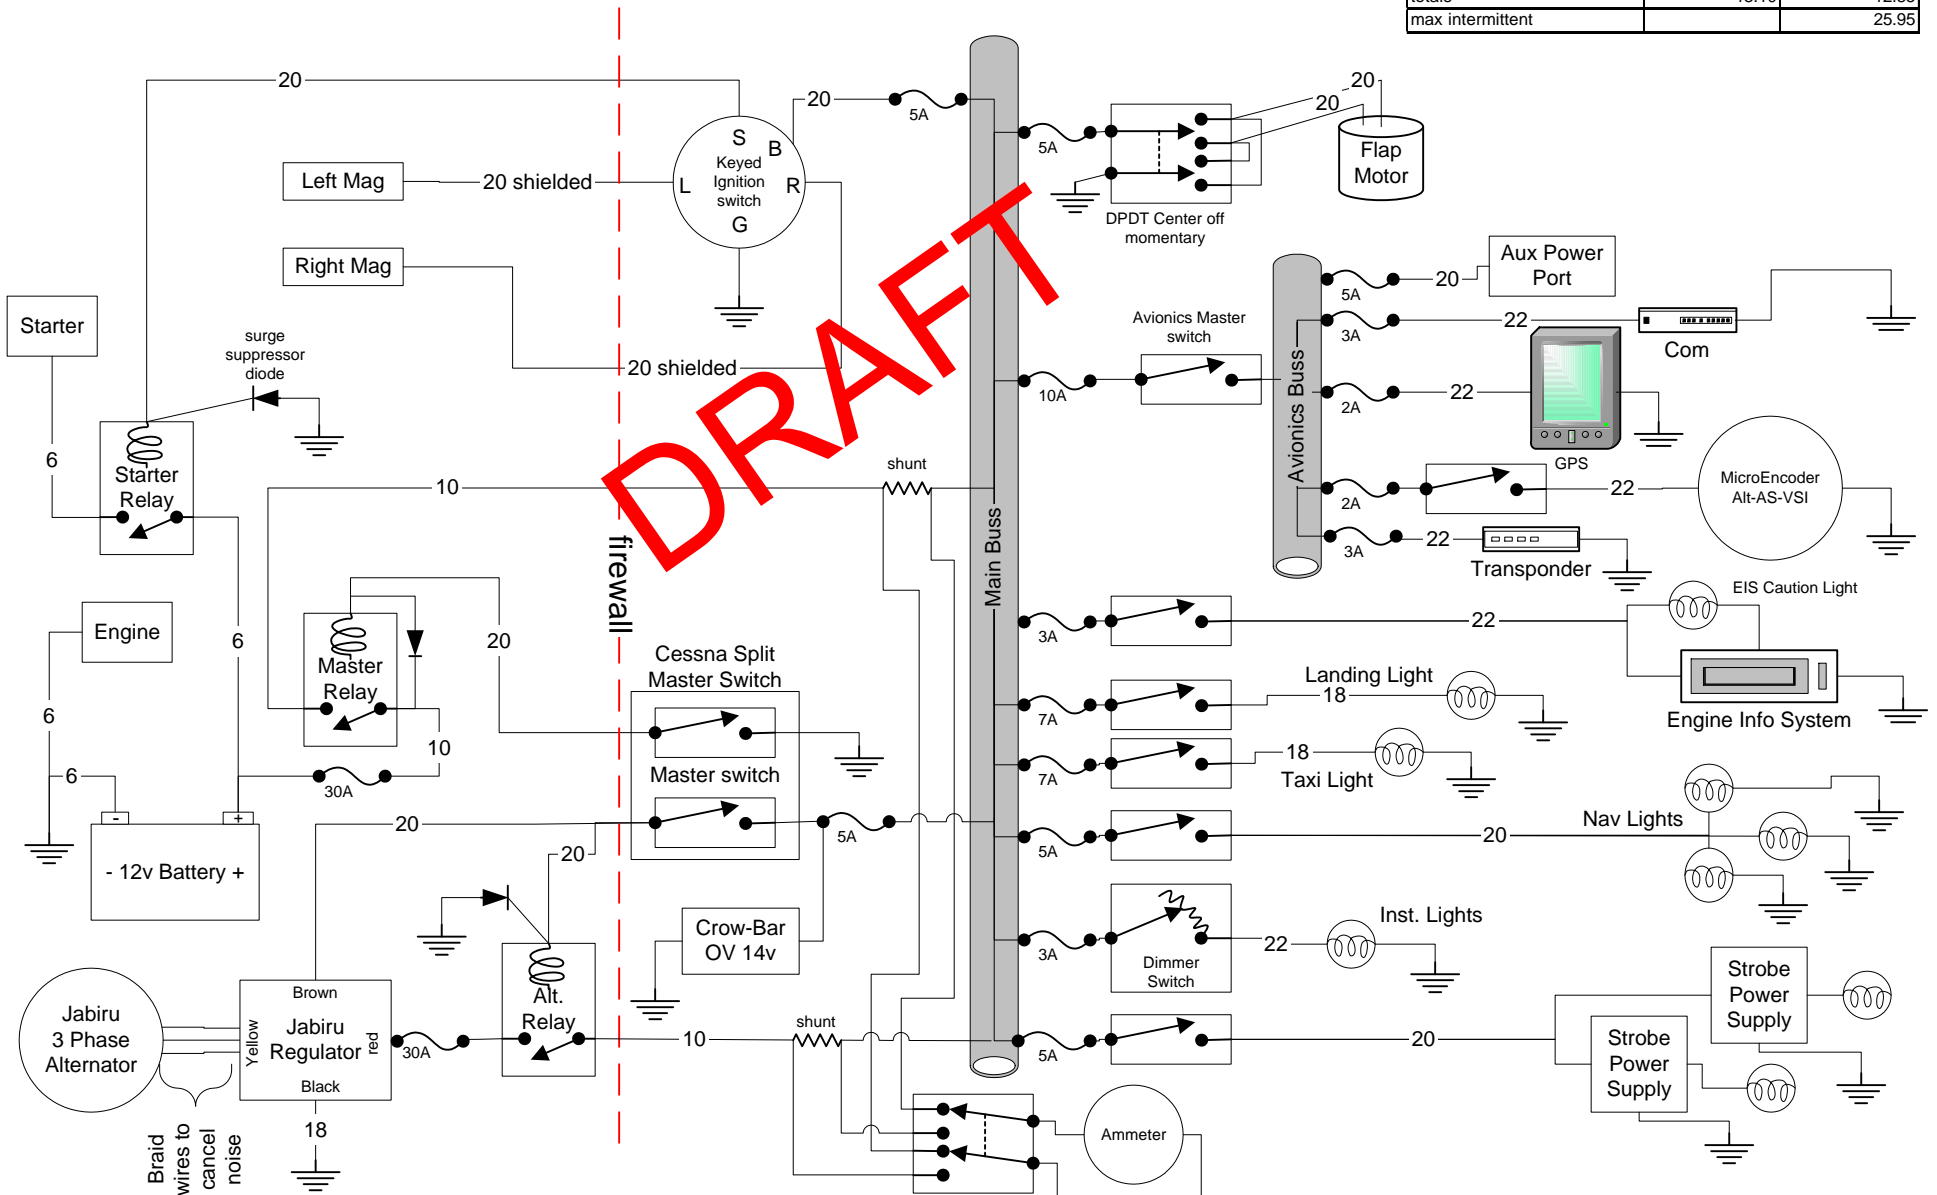 max intermittent 25.95
20
20
5A
5A
20
20
S
B
L
R
G
Keyed
Ignition
switch
Left Mag
20 shielded
Right Mag
20 shielded
Flap
Motor
DPDT Center off
momentary
DRAFT
Starter
surge
suppressor
diode
6
Starter
Relay
Aux Power
Port
5A
20
3A
22
Com
Avionics Master
switch
10A
Avionics Buss
2A
22
GPS
2A
22
MicroEncoder
Alt-AS-VSI
3A
22
Transponder
10
shunt
Main Buss
firewall
Engine
6
6
6
Master
Relay
20
10
30A
- +
- 12v Battery +
Cessna Split
Master Switch
Master switch
20
20
5A
Crow-Bar
OV 14v
3A
22
EIS Caution Light
Engine Info System
7A
Landing Light
18
7A
18
Taxi Light
5A
20
Nav Lights
3A
Dimmer
Switch
22
Inst. Lights
5A
20
Strobe
Power
Supply
Strobe
Power
Supply
Jabiru
3 Phase
Alternator
Brown
Yellow
Jabiru
Regulator
red
Black
30A
Alt.
Relay
10
shunt
18
Braid
wires to
cancel
noise
Ammeter